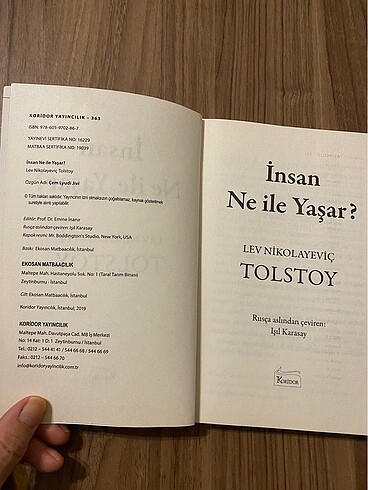 KORİDOR YAYINCILIK – 363
ISBN: 978-605-9702-86-7
YAYINEVİ SERTİFİKA NO: 16229
MATBAA SERTİFİKA NO: 19039
İnsan Ne ile Yaşar?
Lev Nikolayeviç Tolstoy
Özgün Adı: Çem Lyudi Jivi
© Tüm hakları saklıdır. Yayıncının izni olmaksızın çoğaltılamaz, kaynak gösterilmek
suretiyle alıntı yapılabilir.
Editör: Prof. Dr. Emine İnanır
Rusça aslından çeviren: Işıl Karasay
Kapak resmi: Mr. Boddington's Studio, New York, USA
Baskı: Ekosan Matbaacılık, İstanbul
EKOSAN MATBAACILIK
Maltepe Mah. Hastaneyolu Sok. No: 1 (Taral Tarım Binası)
Zeytinburnu - İstanbul
Cilt: Ekosan Matbaacılık, İstanbul
Koridor Yayıncılık, İstanbul, 2019
KORİDOR YAYINCILIK
Maltepe Mah. Davutpaşa Cad. MB İş Merkezi
No: 14 Kat: 1 D: 1 Zeytinburnu / İstanbul
Tel.: 0212 – 544 41 41 / 544 66 68 / 544 66 69
Faks.: 0212 – 544 66 70
info@koridoryayincilik.com.tr
İnsan
Ne ile Yaşar?
LEV NİKOLAYEVİÇ
TOLSTOY
Rusça aslından çeviren:
Işıl Karasay
KORİDOR